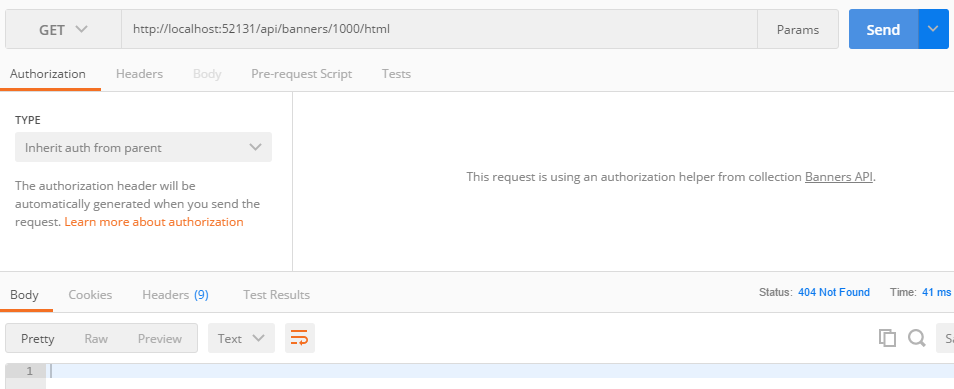 GET http://localhost:52131/api/banners/1000/html Params Send
Authorization Headers Body Pre-request Script Tests
TYPE
Inherit auth from parent
The authorization header will be
automatically generated when you send the
request. Learn more about authorization
This request is using an authorization helper from collection Banners API.
Body Cookies Headers (9) Test Results Status: 404 Not Found Time: 41 ms
Pretty Raw Preview Text Sa
1